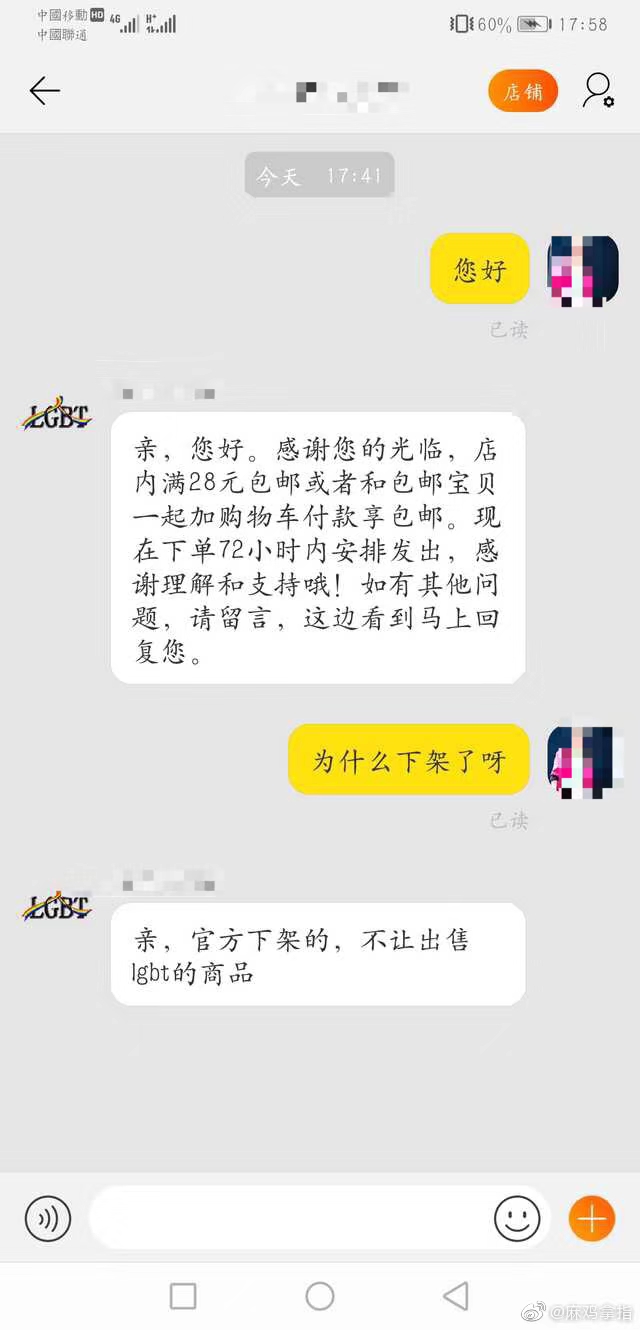 中國移動 HD 4G H+ 60% 17:58
中國聯通
店铺
今天 17:41
您好
已读
LGBT
亲，您好。感谢您的光临，店
内满28元包邮或者和包邮宝贝
一起加购物车付款享包邮。现
在下单72小时内安排发出，感
谢理解和支持哦！如有其他问
题，请留言，这边看到马上回
复您。
为什么下架了呀
已读
LGBT
亲，官方下架的，不让出售
lgbt的商品
@麻鸡拿指